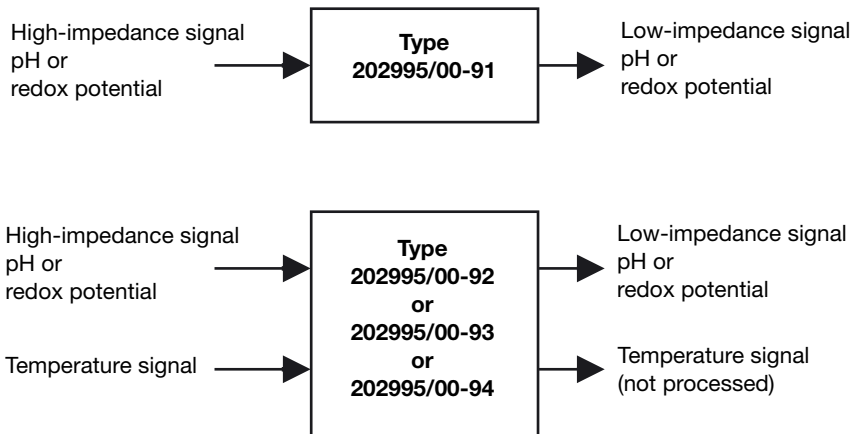 High-impedance signal
pH or
redox potential
Type
202995/00-91
Low-impedance signal
pH or
redox potential
High-impedance signal
pH or
redox potential
Temperature signal
Type
202995/00-92
or
202995/00-93
or
202995/00-94
Low-impedance signal
pH or
redox potential
Temperature signal
(not processed)